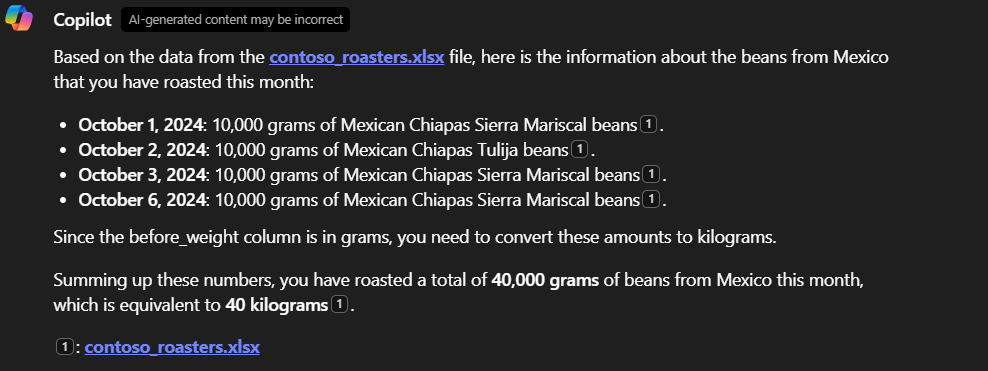 Copilot AI-generated content may be incorrect
Based on the data from the contoso_roasters.xlsx file, here is the information about the beans from Mexico
that you have roasted this month:
• October 1, 2024: 10,000 grams of Mexican Chiapas Sierra Mariscal beans 1 .
• October 2, 2024: 10,000 grams of Mexican Chiapas Tulija beans 1 .
• October 3, 2024: 10,000 grams of Mexican Chiapas Sierra Mariscal beans 1 .
• October 6, 2024: 10,000 grams of Mexican Chiapas Sierra Mariscal beans 1 .
Since the before_weight column is in grams, you need to convert these amounts to kilograms.
Summing up these numbers, you have roasted a total of 40,000 grams of beans from Mexico this month,
which is equivalent to 40 kilograms 1 .
1 : contoso_roasters.xlsx